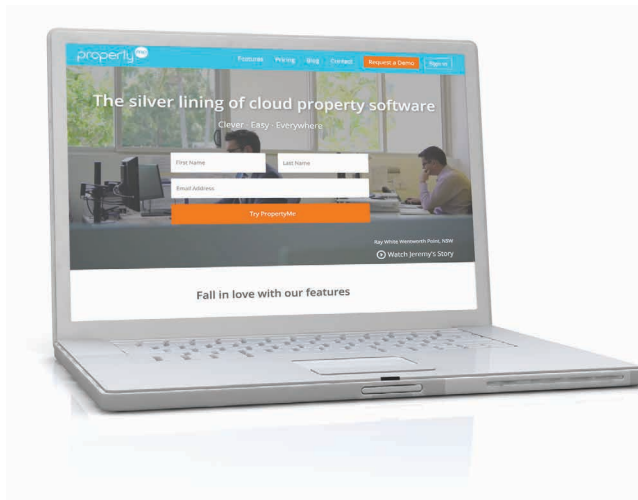 property me
Features Pricing Blog Contact Request a Demo Sign In
The silver lining of cloud property software
Clever · Easy · Everywhere
First Name Last Name
Email Address
Try PropertyMe
Ray White Wentworth Point, NSW
Watch Jeremy's Story
Fall in love with our features